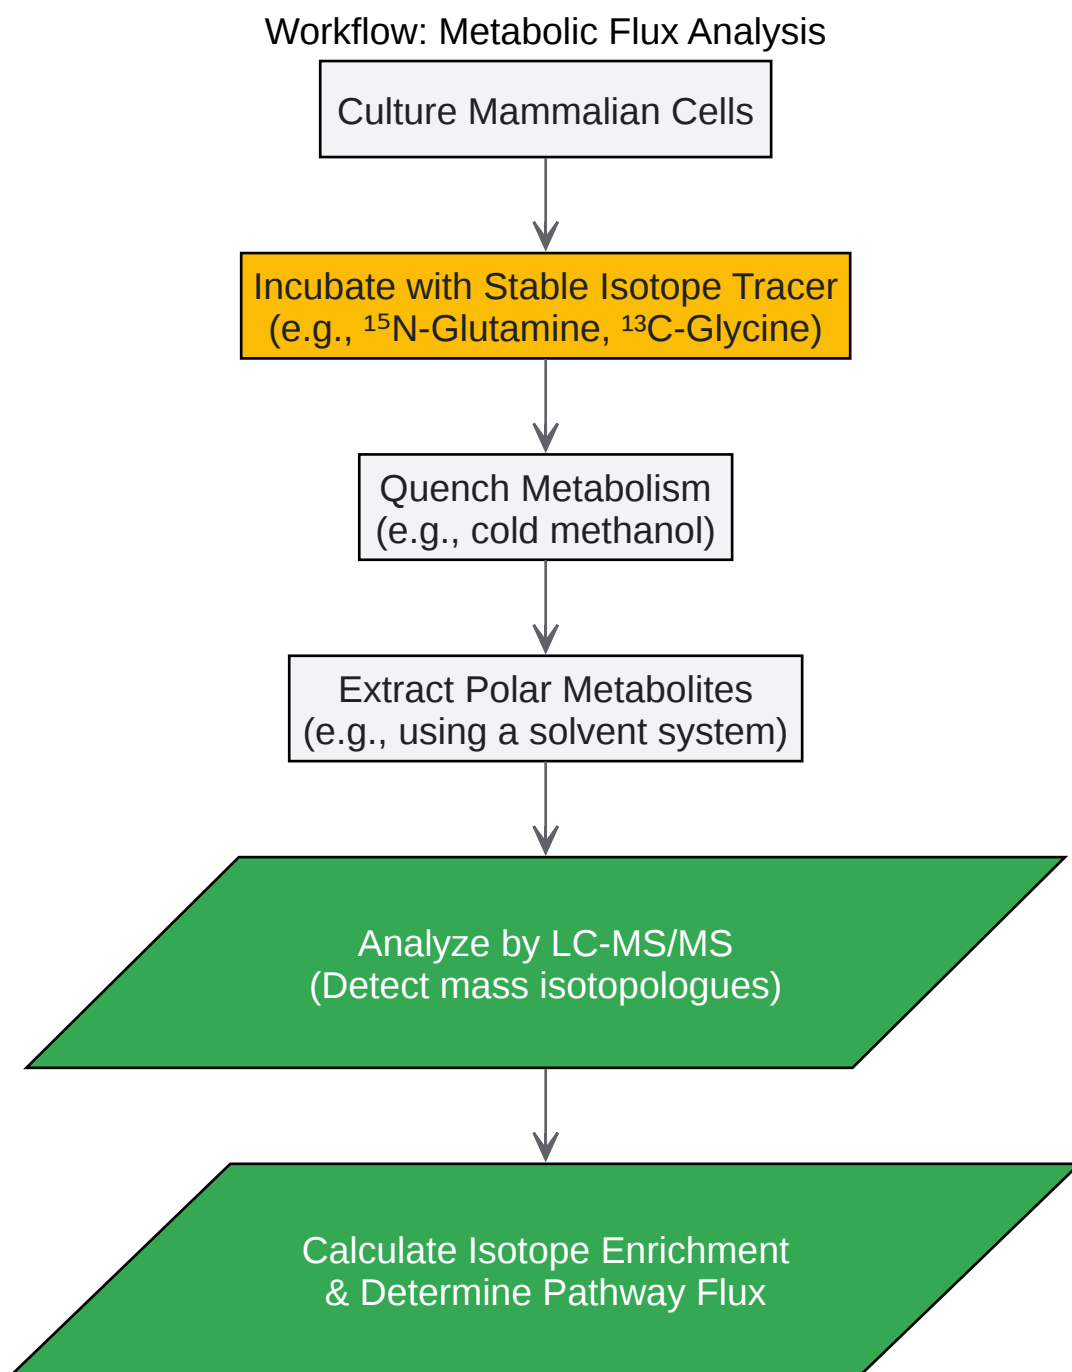 Workflow: Metabolic Flux Analysis
Culture Mammalian Cells
Incubate with Stable Isotope Tracer
(e.g., ¹⁵N-Glutamine, ¹³C-Glycine)
Quench Metabolism
(e.g., cold methanol)
Extract Polar Metabolites
(e.g., using a solvent system)
Analyze by LC-MS/MS
(Detect mass isotopologues)
Calculate Isotope Enrichment
& Determine Pathway Flux